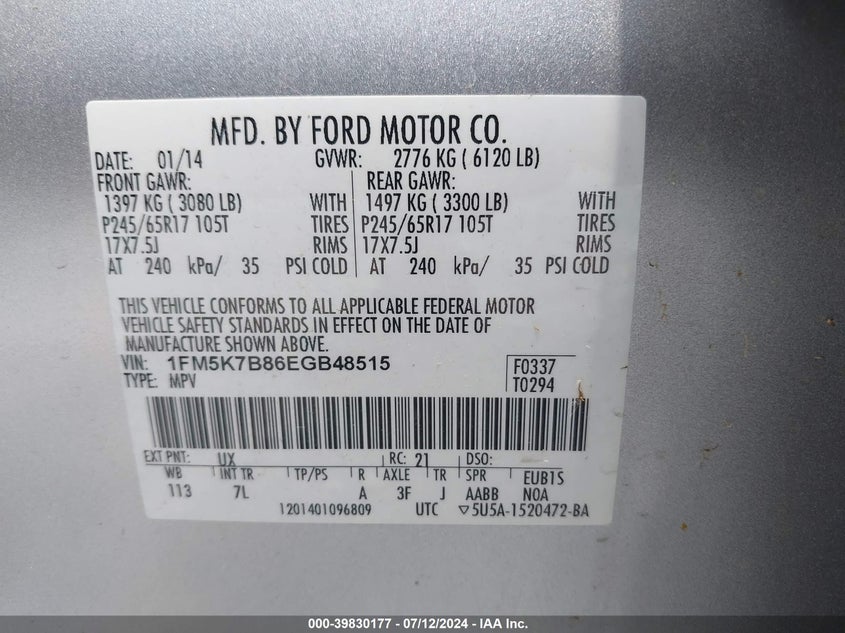 MFD. BY FORD MOTOR CO.
DATE: 01/14 GVWR: 2776 KG ( 6120 LB)
FRONT GAWR: REAR GAWR:
1397 KG ( 3080 LB) WITH 1497 KG ( 3300 LB) WITH
P245/65R17 105T TIRES P245/65R17 105T TIRES
17X7.5J RIMS 17X7.5J RIMS
AT 240 kPa/ 35 PSI COLD AT 240 kPa/ 35 PSI COLD
THIS VEHICLE CONFORMS TO ALL APPLICABLE FEDERAL MOTOR
VEHICLE SAFETY STANDARDS IN EFFECT ON THE DATE OF
MANUFACTURE SHOWN ABOVE.
VIN: 1FM5K7B86EGB48515 F0337
TYPE: MPV T0294
EXT PNT: UX RC: 21 DSO:
WB INT TR TP/PS R AXLE TR SPR EUB1S
113 7L A 3F J AABB NOA
1201401096809 UTC ▽5U5A-1520472-BA
000-39830177 - 07/12/2024 - IAA Inc.